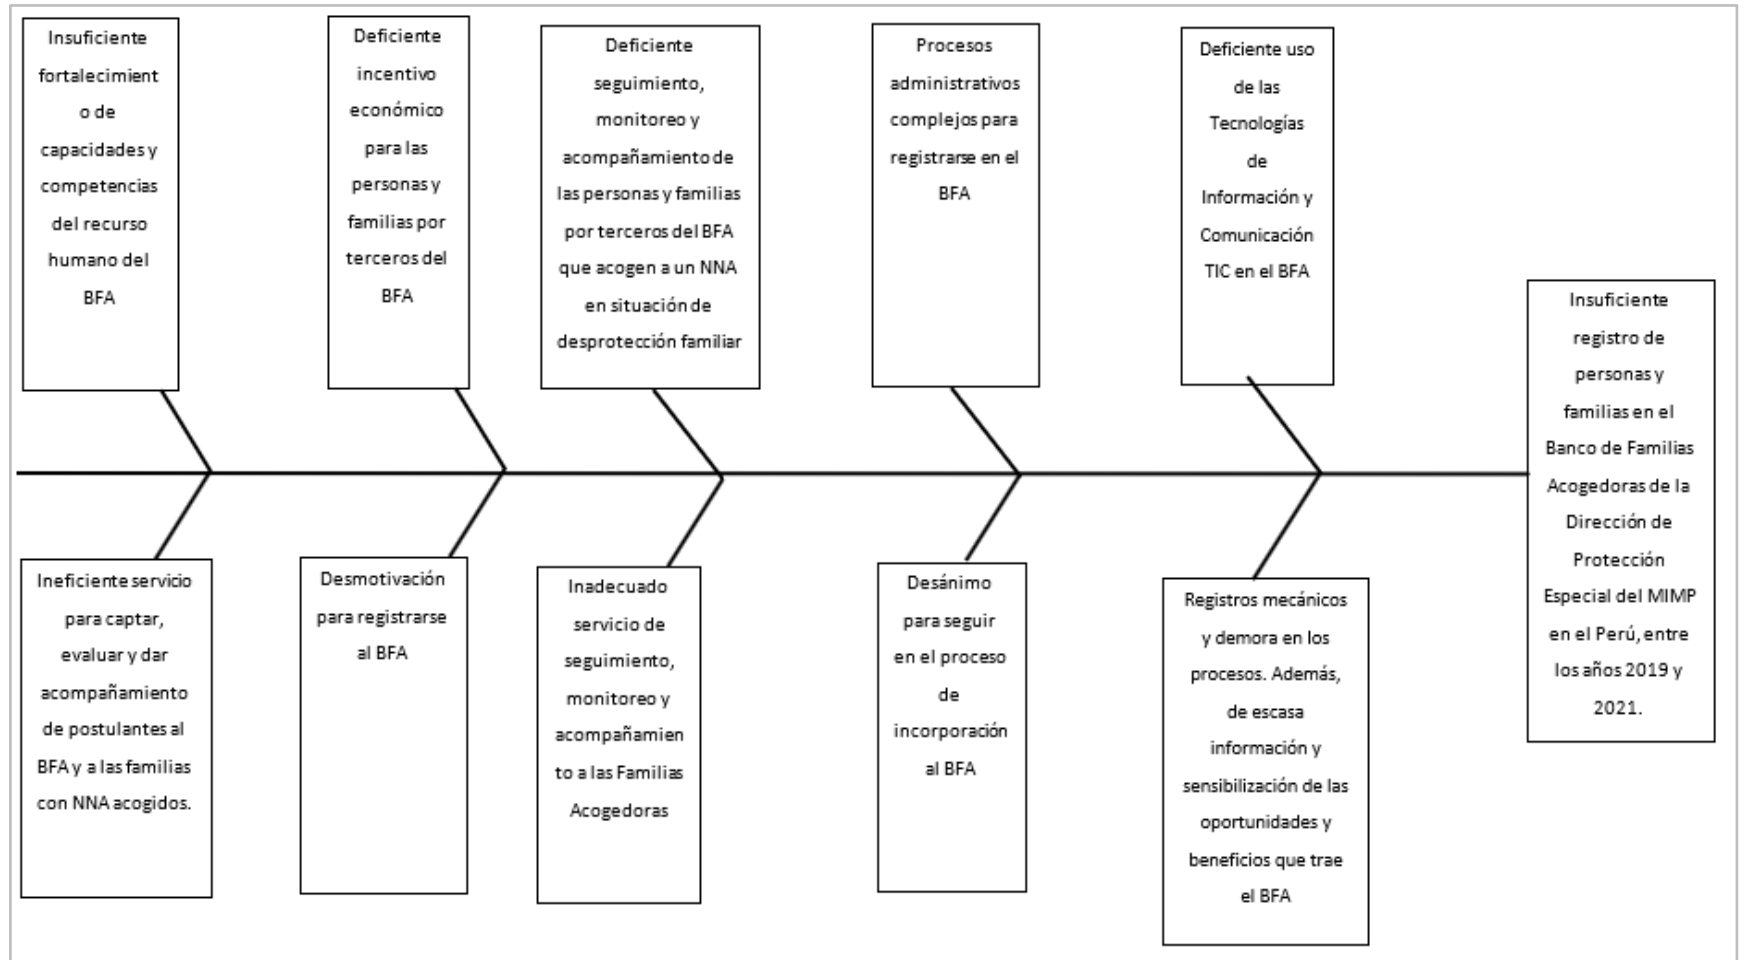 Insuficiente
fortalecimient
o de
capacidades y
competencias
del recurso
humano del
BFA
Deficiente
incentivo
económico
para las
personas y
familias por
terceros del
BFA
Deficiente
seguimiento,
monitoreo y
acompañamiento de
las personas y familias
por terceros del BFA
que acogen a un NNA
en situación de
desprotección familiar
Procesos
administrativos
complejos para
registrarse en el
BFA
Deficiente uso
de las
Tecnologías
de
Información y
Comunicación
TIC en el BFA
Insuficiente
registro de
personas y
familias en el
Banco de Familias
Acogedoras de la
Dirección de
Protección
Especial del MIMP
en el Perú, entre
los años 2019 y
2021.
Ineficiente servicio
para captar,
evaluar y dar
acompañamiento
de postulantes al
BFA y a las familias
con NNA acogidos.
Desmotivación
para registrarse
al BFA
Inadecuado
servicio de
seguimiento,
monitoreo y
acompañamien
to a las Familias
Acogedoras
Desánimo
para seguir
en el proceso
de
incorporación
al BFA
Registros mecánicos
y demora en los
procesos. Además,
de escasa
información y
sensibilización de las
oportunidades y
beneficios que trae
el BFA